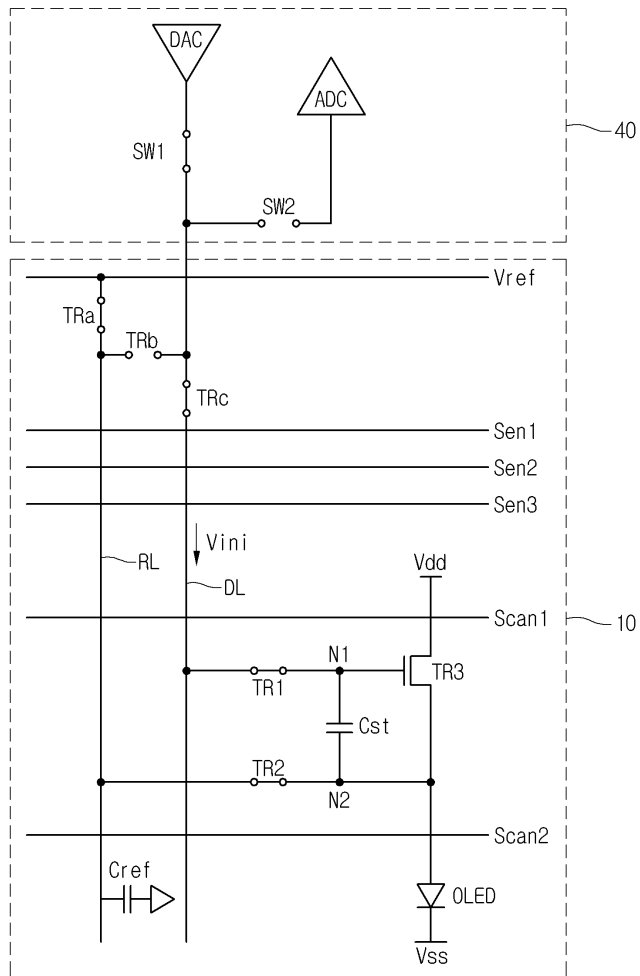 DAC
ADC
SW1
40
SW2
Vref
TRa
TRb
TRc
Sen1
Sen2
Sen3
Vini
RL
DL
Vdd
Scan1
10
N1
TR1
TR3
Cst
TR2
N2
Scan2
Cref
OLED
Vss